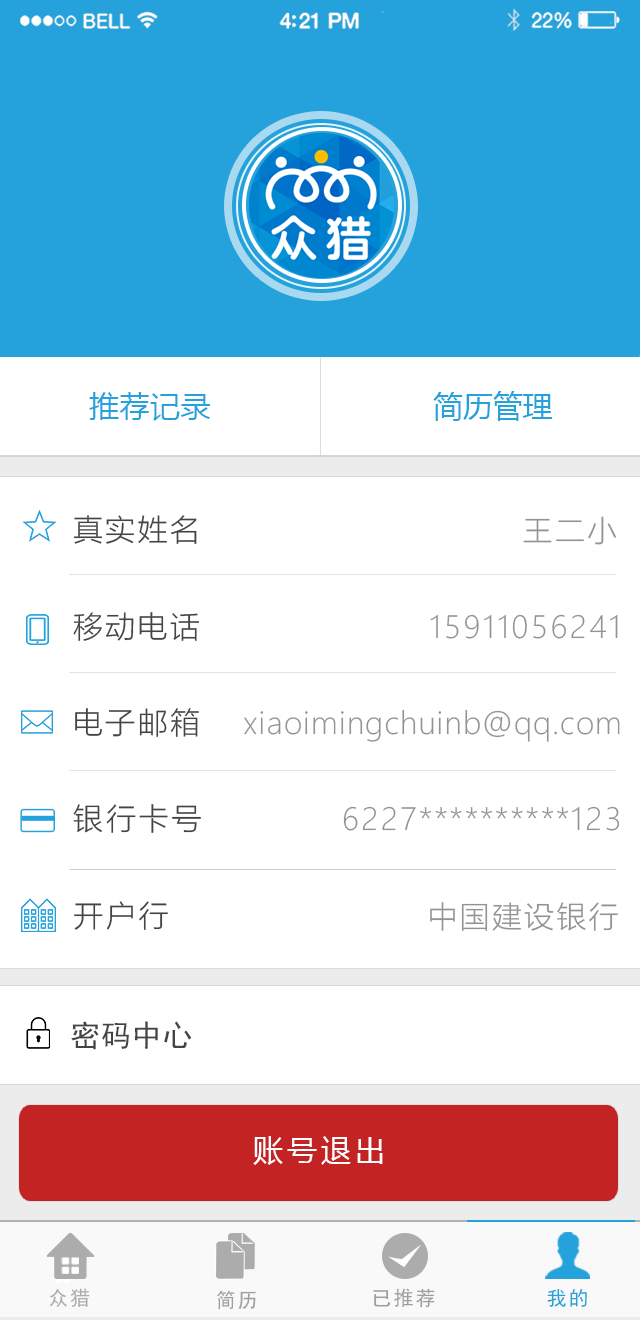 BELL 4:21 PM 22%
众猎
推荐记录 简历管理
真实姓名 王二小
移动电话 15911056241
电子邮箱 xiaoimingchuinb@qq.com
银行卡号 6227**********123
开户行 中国建设银行
密码中心
账号退出
众猎 简历 已推荐 我的